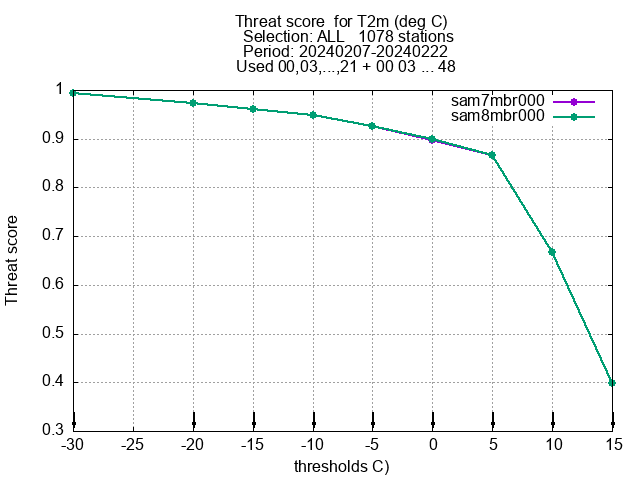 Threat score  for T2m (deg C)
Selection: ALL   1078 stations
Period: 20240207-20240222
Used 00,03,...,21 + 00 03 ... 48
sam7mbr000
sam8mbr000
1
0.9
0.8
0.7
0.6
0.5
0.4
0.3
Threat score
-30 -25 -20 -15 -10 -5 0 5 10 15
thresholds C)